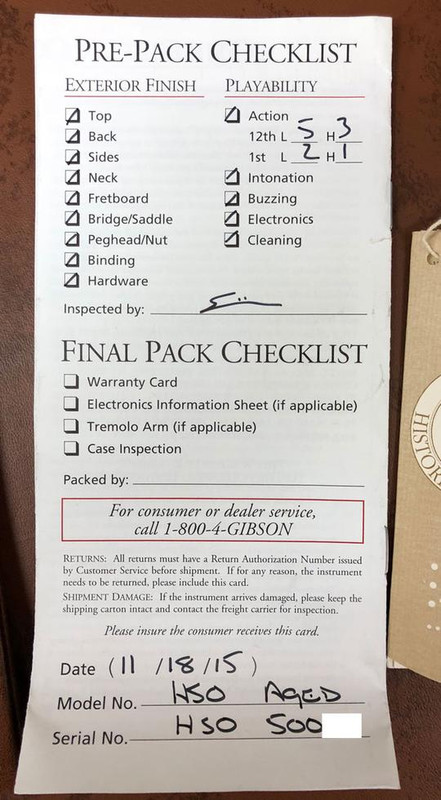 PRE-PACK CHECKLIST
EXTERIOR FINISH
Top
Back
Sides
Neck
Fretboard
Bridge/Saddle
Peghead/Nut
Binding
Hardware
PLAYABILITY
Action
12th L 5 H 3
1st L 2 H 1
Intonation
Buzzing
Electronics
Cleaning
Inspected by:
FINAL PACK CHECKLIST
Warranty Card
Electronics Information Sheet (if applicable)
Tremolo Arm (if applicable)
Case Inspection
Packed by:
For consumer or dealer service,
call 1-800-4-GIBSON
RETURNS: All returns must have a Return Authorization Number issued
by Customer Service before shipment. If for any reason, the instrument
needs to be returned, please include this card.
SHIPMENT DAMAGE: If the instrument arrives damaged, please keep the
shipping carton intact and contact the freight carrier for inspection.
Please insure the consumer receives this card.
Date (11 /18 /15 )
Model No. HSO AGED
Serial No. HSO 500
HISTOR